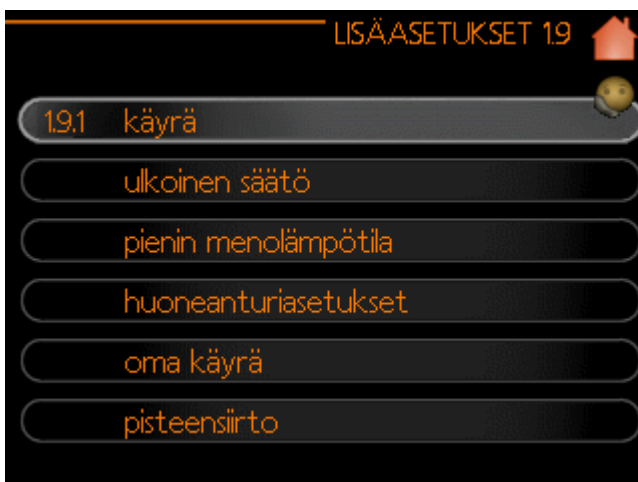 LISÄASETUKSET 1.9
1.9.1 käyrä
ulkoinen säätö
pienin menolämpötila
huoneanturiasetukset
oma käyrä
pisteensiirto